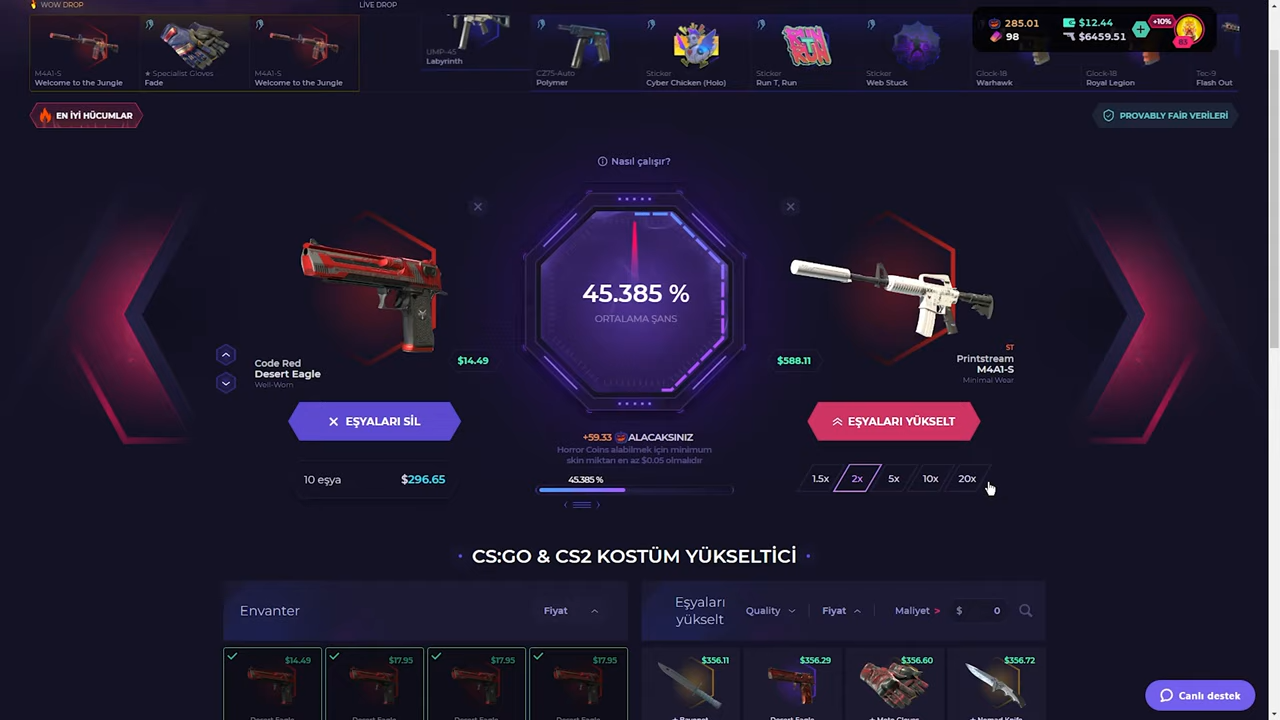 WOW DROP
LİVE DROP
M4A1-S
Welcome to the Jungle
★ Specialist Gloves
Fade
M4A1-S
Welcome to the Jungle
UMP-45
Labyrinth
CZ75-Auto
Polymer
Sticker
Cyber Chicken (Holo)
Sticker
Run T, Run
Sticker
Web Stuck
Glock-18
Warhawk
Glock-18
Royal Legion
Tec-9
Flash Out
285.01
98
$12.44
$6459.51
+10%
83
EN İYİ HÜCUMLAR
PROVABLY FAIR VERİLERİ
Nasıl çalışır?
45.385 %
ORTALAMA ŞANS
Code Red
Desert Eagle
Well-Worn
$14.49
$588.11
ST
Printstream
M4A1-S
Minimal Wear
EŞYALARI SİL
EŞYALARI YÜKSELT
10 eşya
$296.65
+59.33 ALACAKSINIZ
Horror Coins alabilmek için minimum
skin miktarı en az $0.05 olmalıdır
45.385 %
1.5x
2x
5x
10x
20x
CS:GO & CS2 KOSTÜM YÜKSELTİCİ
Envanter
Fiyat
Eşyaları
yükselt
Quality
Fiyat
Maliyet >
$
0
$14.49
$17.95
$17.95
$17.95
$356.11
$356.29
$356.60
$356.72
Canlı destek